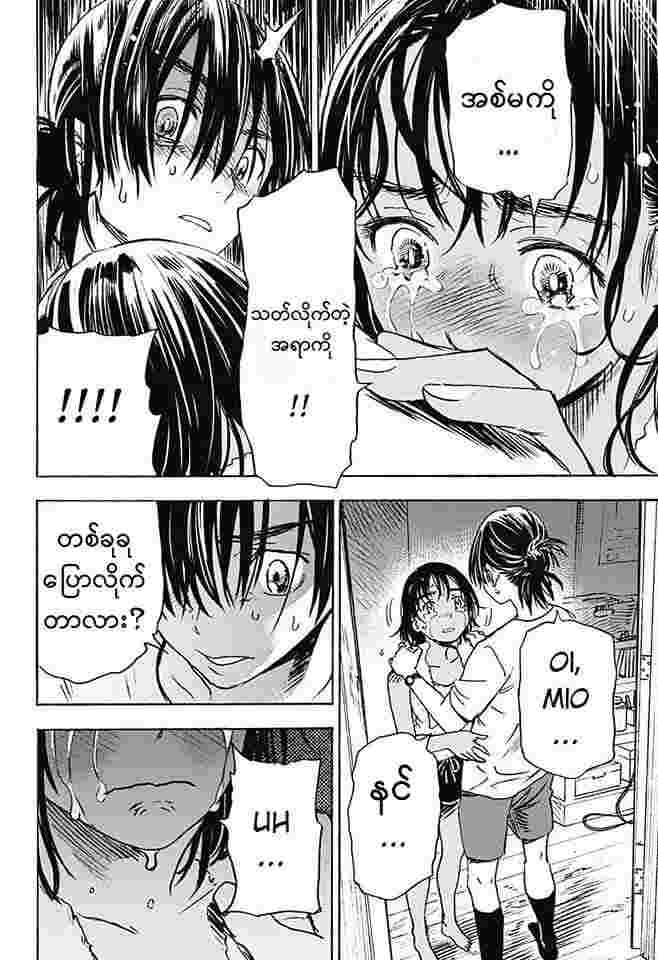 အစ်မကို
...
သတ်လိုက်တဲ့
အရာကို
!!
!!!!
OI,
MIO
...
နင်
...
တစ်ခုခု
ပြောလိုက်
တာလား?
UH
...